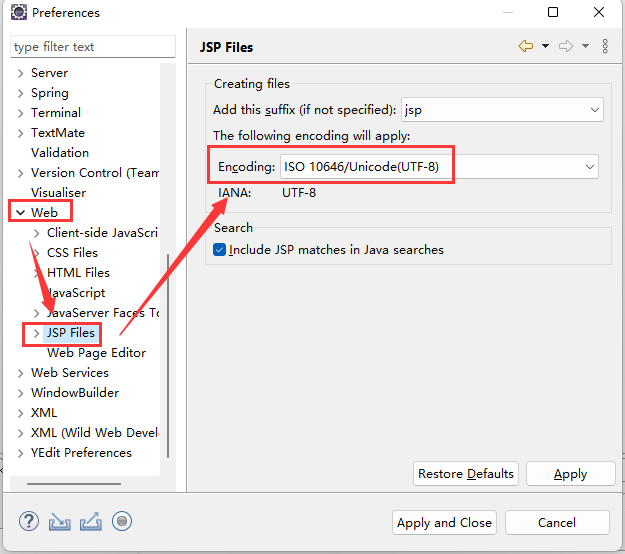 Preferences
type filter text
Server
Spring
Terminal
TextMate
Validation
Version Control (Team
Visualiser
Web
Client-side JavaScri
CSS Files
HTML Files
JavaScript
JavaServer Faces To
JSP Files
Web Page Editor
Web Services
WindowBuilder
XML
XML (Wild Web Develo
YEdit Preferences
JSP Files
Creating files
Add this suffix (if not specified): jsp
The following encoding will apply:
Encoding: ISO 10646/Unicode(UTF-8)
IANA: UTF-8
Search
Include JSP matches in Java searches
Restore Defaults Apply
Apply and Close Cancel